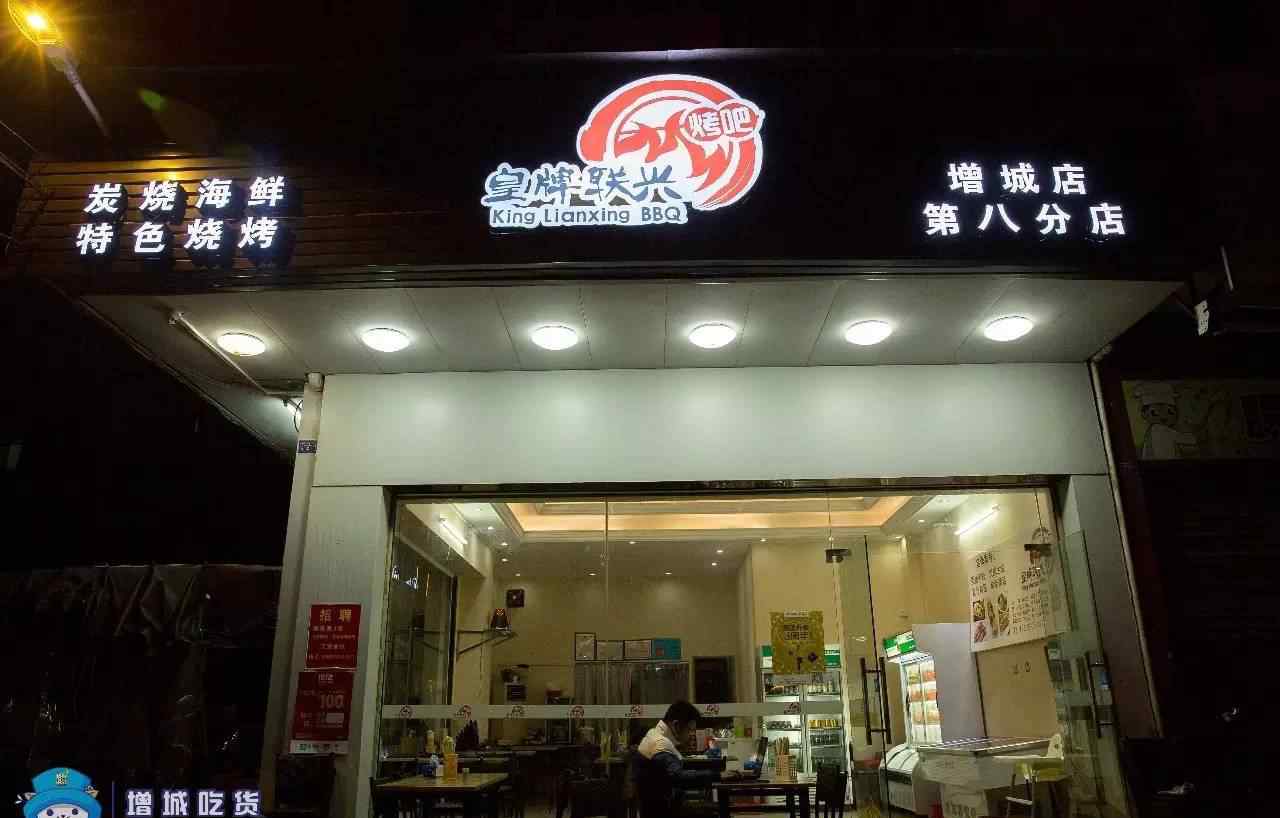 炭烧海鲜
特色烧烤
烤吧
皇牌·联兴
King Lianxing BBQ
增城店
第八分店
招聘
100
增城吃货